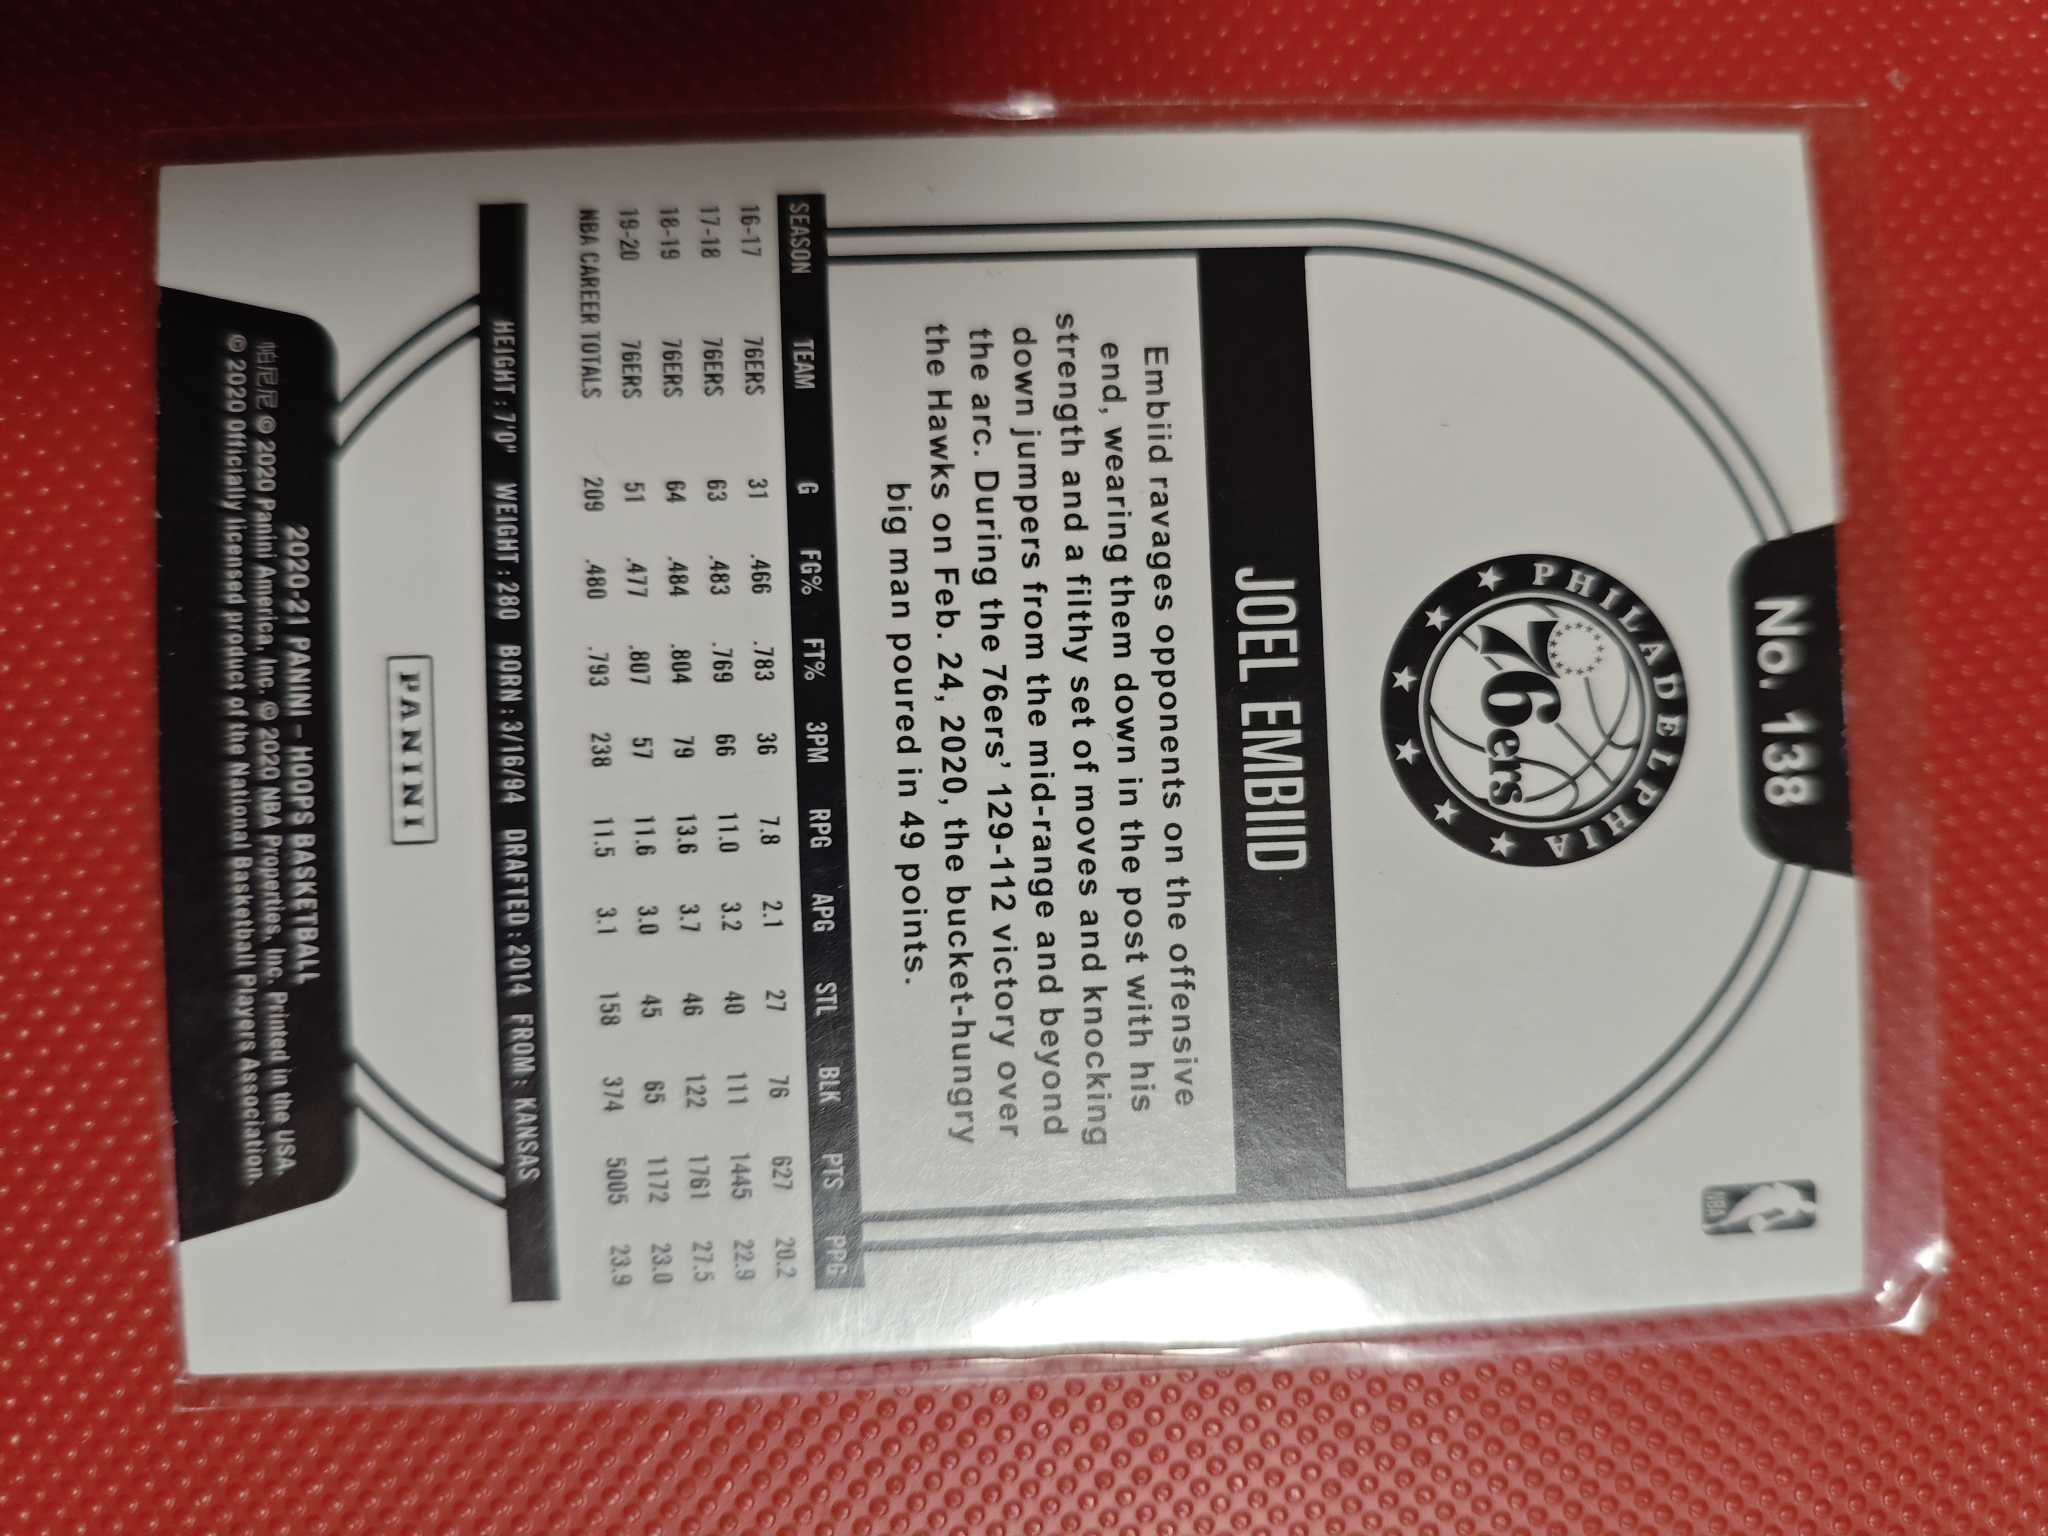 No. 138
PHILADELPHIA
76ers
NBA
JOEL EMBIID
Embiid ravages opponents on the offensive
end, wearing them down in the post with his
strength and a filthy set of moves and knocking
down jumpers from the mid-range and beyond
the arc. During the 76ers’ 129-112 victory over
the Hawks on Feb. 24, 2020, the bucket-hungry
big man poured in 49 points.
SEASON TEAM G FG% FT% 3PM RPG APG STL BLK PTS PPG
16-17 76ERS 31 .466 .783 36 7.8 2.1 27 76 627 20.2
17-18 76ERS 63 .483 .769 66 11.0 3.2 40 111 1445 22.9
18-19 76ERS 64 .484 .804 79 13.6 3.7 46 122 1761 27.5
19-20 76ERS 51 .477 .807 57 11.6 3.0 45 65 1172 23.0
NBA CAREER TOTALS 209 .480 .793 238 11.5 3.1 158 374 5005 23.9
HEIGHT: 7'0" WEIGHT: 280 BORN: 3/16/94 DRAFTED: 2014 FROM: KANSAS
PANINI
2020-21 PANINI – HOOPS BASKETBALL
帕尼尼 © 2020 Panini America, Inc. © 2020 NBA Properties, Inc. Printed in the USA.
© 2020 Officially licensed product of the National Basketball Players Association.